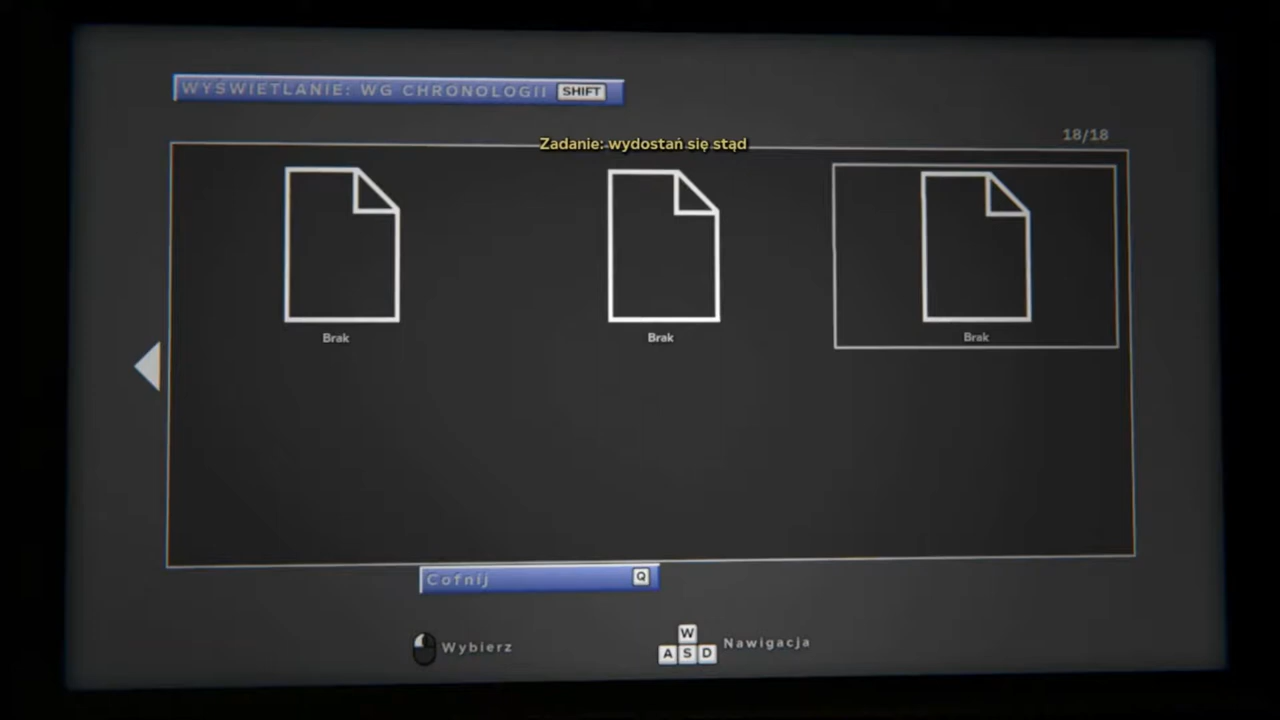 WYŚWIETLANIE: WG CHRONOLOGII SHIFT
18/18
Zadanie: wydostań się stąd
Brak Brak Brak
Cofnij Q
Wybierz
W
A S D Nawigacja